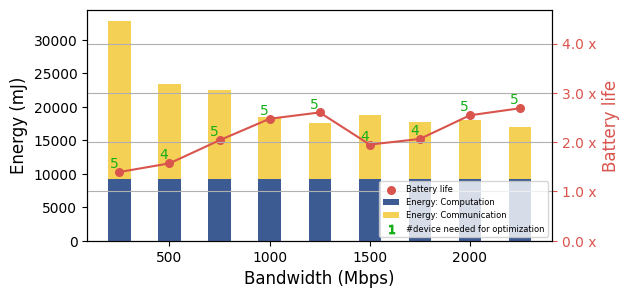 Energy (mJ)
30000
25000
20000
15000
10000
5000
0
5
4
5
5
5
4
4
5
5
4.0 x
3.0 x
2.0 x
1.0 x
0.0 x
Battery life
Battery life
Energy: Computation
Energy: Communication
1 #device needed for optimization
500
1000
1500
2000
Bandwidth (Mbps)